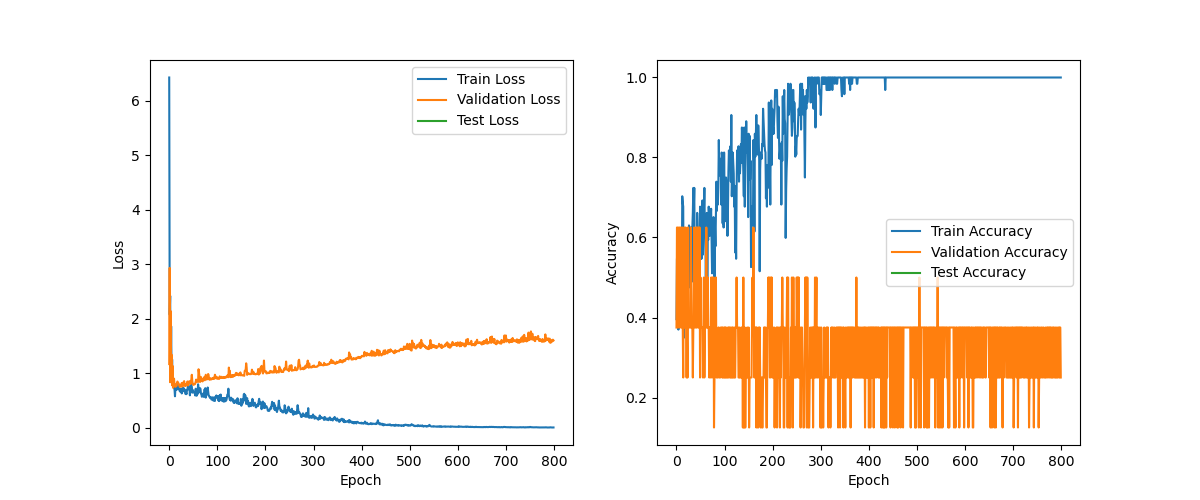 Train Loss
Validation Loss
Test Loss
6
5
4
3
2
1
0
Loss
0 100 200 300 400 500 600 700 800
Epoch
1.0
0.8
0.6
0.4
0.2
Accuracy
Train Accuracy
Validation Accuracy
Test Accuracy
0 100 200 300 400 500 600 700 800
Epoch